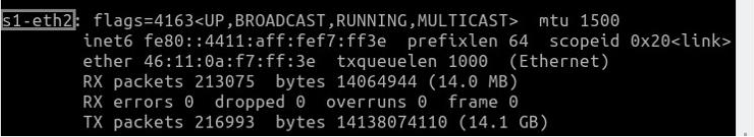 s1-eth2: flags=4163<UP,BROADCAST,RUNNING,MULTICAST>  mtu 1500
        inet6 fe80::4411:aff:fef7:ff3e  prefixlen 64  scopeid 0x20<link>
        ether 46:11:0a:f7:ff:3e  txqueuelen 1000  (Ethernet)
        RX packets 213075  bytes 14064944 (14.0 MB)
        RX errors 0  dropped 0  overruns 0  frame 0
        TX packets 216993  bytes 14138074110 (14.1 GB)